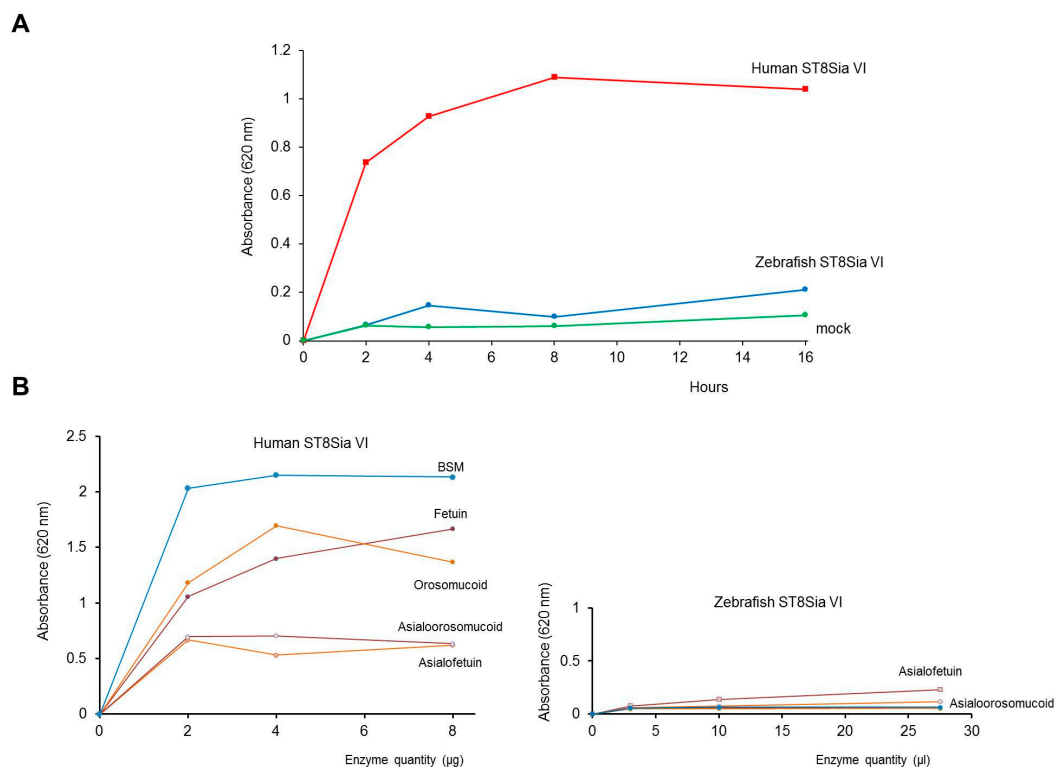 A
Absorbance (620 nm)
1.2
1
0.8
0.6
0.4
0.2
0
0
2
4
6
8
10
12
14
16
Human ST8Sia VI
Zebrafish ST8Sia VI
mock
Hours
B
Absorbance (620 nm)
2.5
2
1.5
1
0.5
0
0
2
4
6
8
Human ST8Sia VI
BSM
Fetuin
Orosomucoid
Asialoorosomucoid
Asialofetuin
Enzyme quantity (µg)
Absorbance (620 nm)
1
0.5
0
0
5
10
15
20
25
30
Zebrafish ST8Sia VI
Asialofetuin
Asialoorosomucoid
Enzyme quantity (µl)